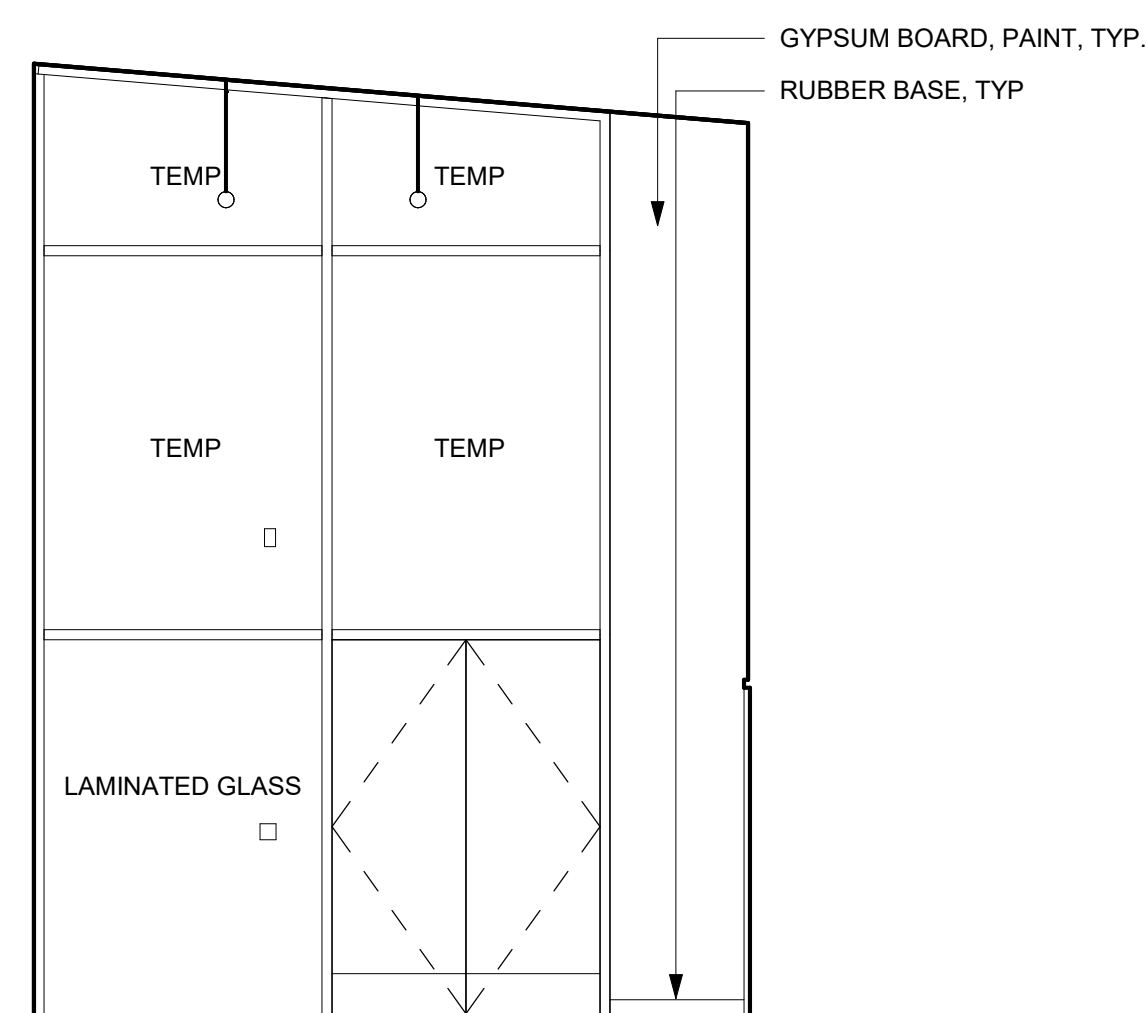 GYPSUM BOARD, PAINT, TYP.
RUBBER BASE, TYP
TEMP
TEMP
TEMP
TEMP
LAMINATED GLASS